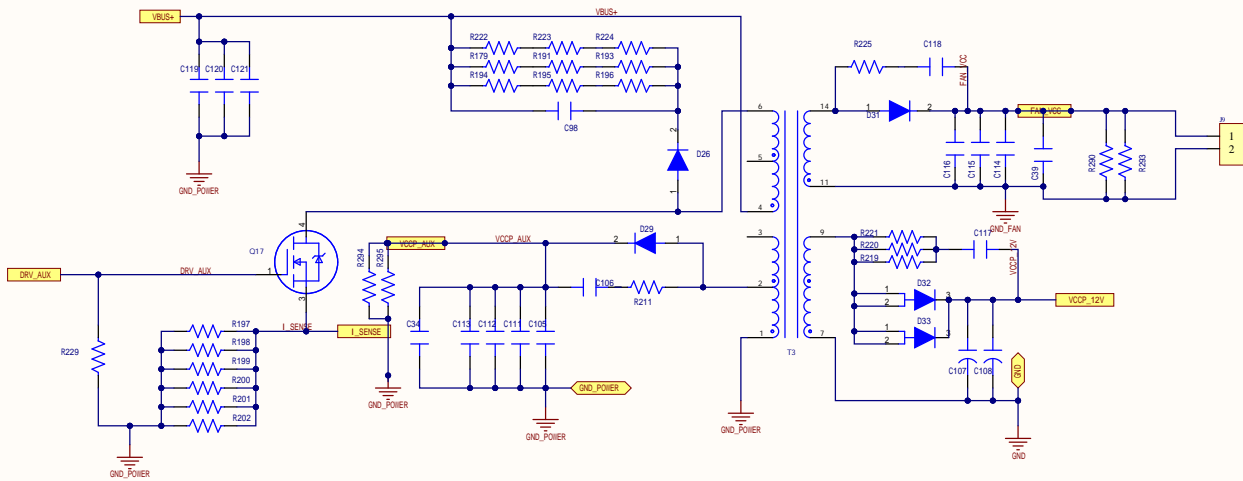 VBUS+
VBUS+
R222
R223
R224
R179
R191
R193
R194
R195
R196
C98
C119
C120
C121
GND_POWER
2
D26
1
R225
C118
FAN_VCC
6
14
1
D31
2
FAN_VCC
J9
1
2
5
C116
C115
C114
C39
R290
R293
4
11
GND_FAN
4
Q17
DRV_AUX
DRV_AUX
1
3
R294
R295
VCCP_AUX
VCCP_AUX
2
D29
1
3
9
R221
R220
R219
C117
VCCP_12V
C106
R211
2
1
2
D32
3
VCCP_12V
I_SENSE
I_SENSE
C34
C113
C112
C111
C105
1
7
T3
1
2
D33
3
C107
C108
GND
R229
R197
R198
R199
R200
R201
R202
GND_POWER
GND_POWER
GND_POWER
GND_POWER
GND_POWER
GND